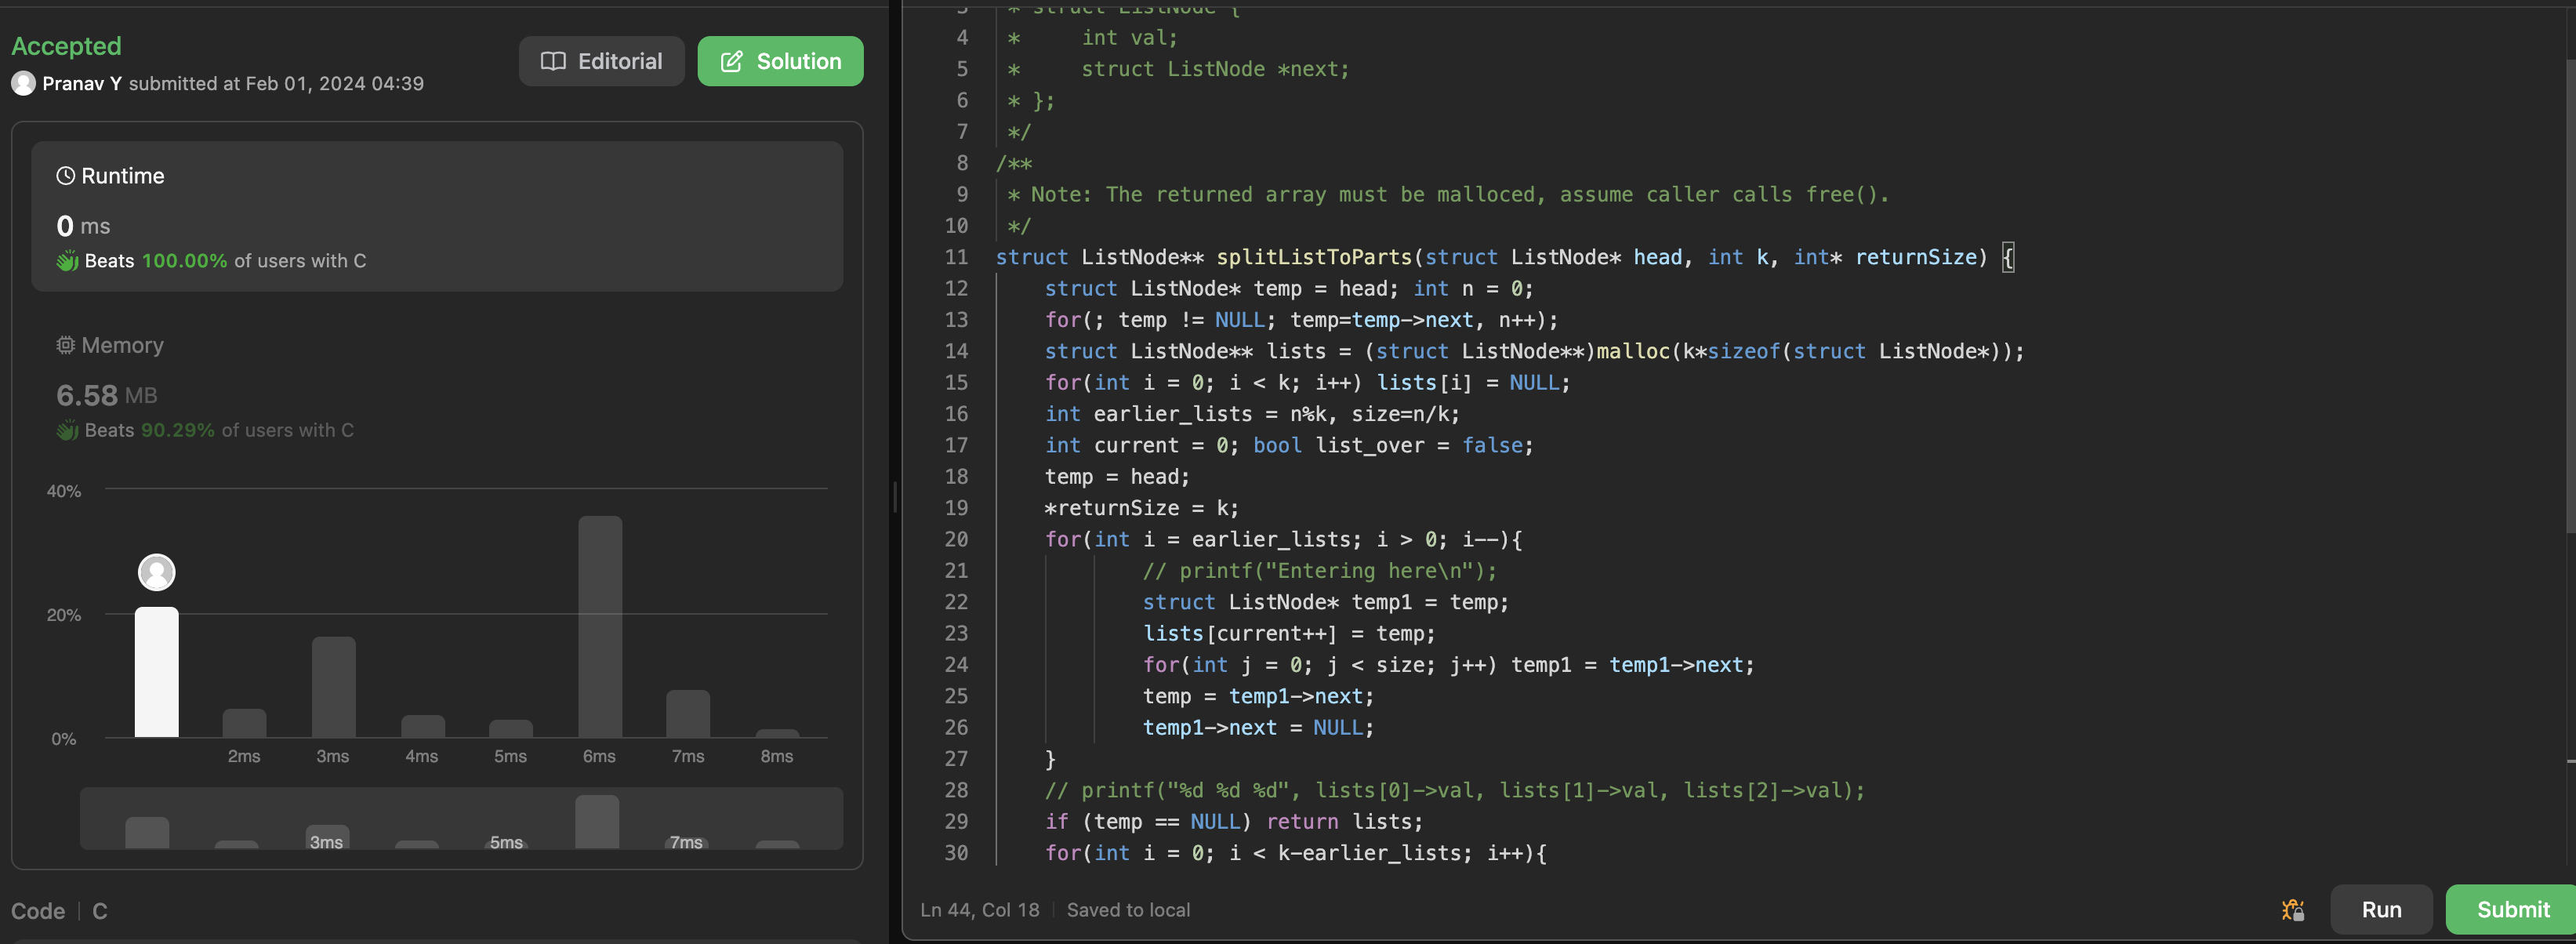 Accepted
Pranav Y submitted at Feb 01, 2024 04:39
Editorial
Solution
Runtime
0 ms
Beats 100.00% of users with C
Memory
6.58 MB
Beats 90.29% of users with C
40%
20%
0%
2ms 3ms 4ms 5ms 6ms 7ms 8ms
3ms 5ms 7ms
Code | C
3 * struct ListNode {
4 *     int val;
5 *     struct ListNode *next;
6 * };
7 */
8 /**
9 * Note: The returned array must be malloced, assume caller calls free().
10 */
11 struct ListNode** splitListToParts(struct ListNode* head, int k, int* returnSize) {
12     struct ListNode* temp = head; int n = 0;
13     for(; temp != NULL; temp=temp->next, n++);
14     struct ListNode** lists = (struct ListNode**)malloc(k*sizeof(struct ListNode*));
15     for(int i = 0; i < k; i++) lists[i] = NULL;
16     int earlier_lists = n%k, size=n/k;
17     int current = 0; bool list_over = false;
18     temp = head;
19     *returnSize = k;
20     for(int i = earlier_lists; i > 0; i--){
21             // printf("Entering here\n");
22             struct ListNode* temp1 = temp;
23             lists[current++] = temp;
24             for(int j = 0; j < size; j++) temp1 = temp1->next;
25             temp = temp1->next;
26             temp1->next = NULL;
27     }
28     // printf("%d %d %d", lists[0]->val, lists[1]->val, lists[2]->val);
29     if (temp == NULL) return lists;
30     for(int i = 0; i < k-earlier_lists; i++){
Ln 44, Col 18 | Saved to local
Run
Submit